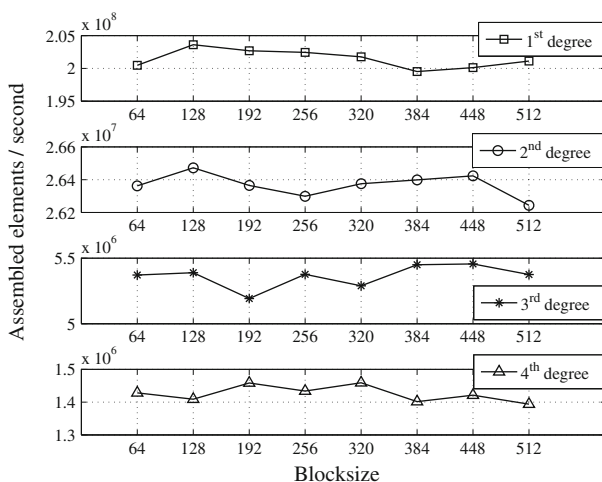 Assembled elements / second
x 10^8
2.05
2
1.95
1st degree
64 128 192 256 320 384 448 512
x 10^7
2.66
2.64
2.62
2nd degree
64 128 192 256 320 384 448 512
x 10^6
5.5
5
3rd degree
64 128 192 256 320 384 448 512
x 10^6
1.5
1.4
1.3
4th degree
64 128 192 256 320 384 448 512
Blocksize